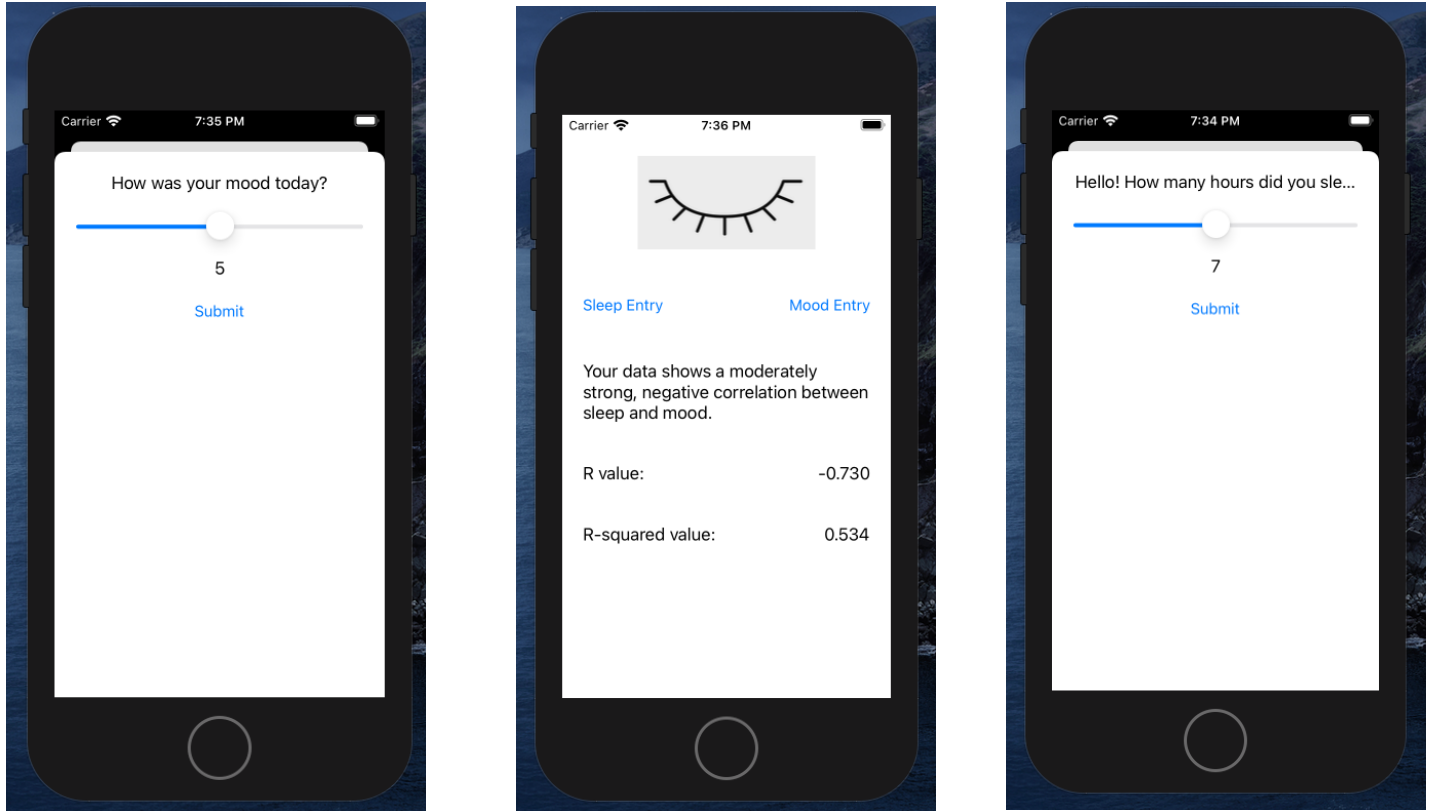 Carrier 7:35 PM
How was your mood today?
5
Submit
Carrier 7:36 PM
Sleep Entry Mood Entry
Your data shows a moderately
strong, negative correlation between
sleep and mood.
R value: -0.730
R-squared value: 0.534
Carrier 7:34 PM
Hello! How many hours did you sle...
7
Submit